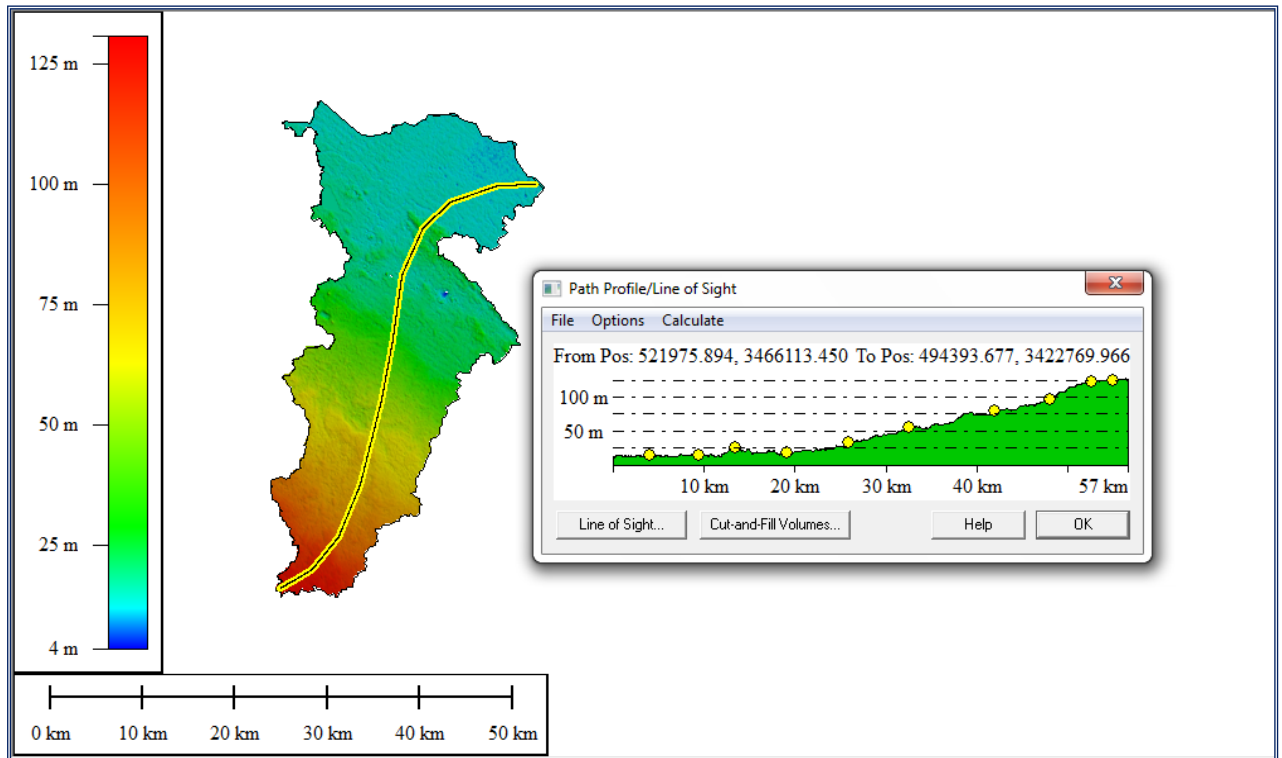 125 m
100 m
75 m
50 m
25 m
4 m
0 km 10 km 20 km 30 km 40 km 50 km
Path Profile/Line of Sight
File Options Calculate
From Pos: 521975.894, 3466113.450 To Pos: 494393.677, 3422769.966
100 m
50 m
10 km 20 km 30 km 40 km 57 km
Line of Sight... Cut-and-Fill Volumes... Help OK